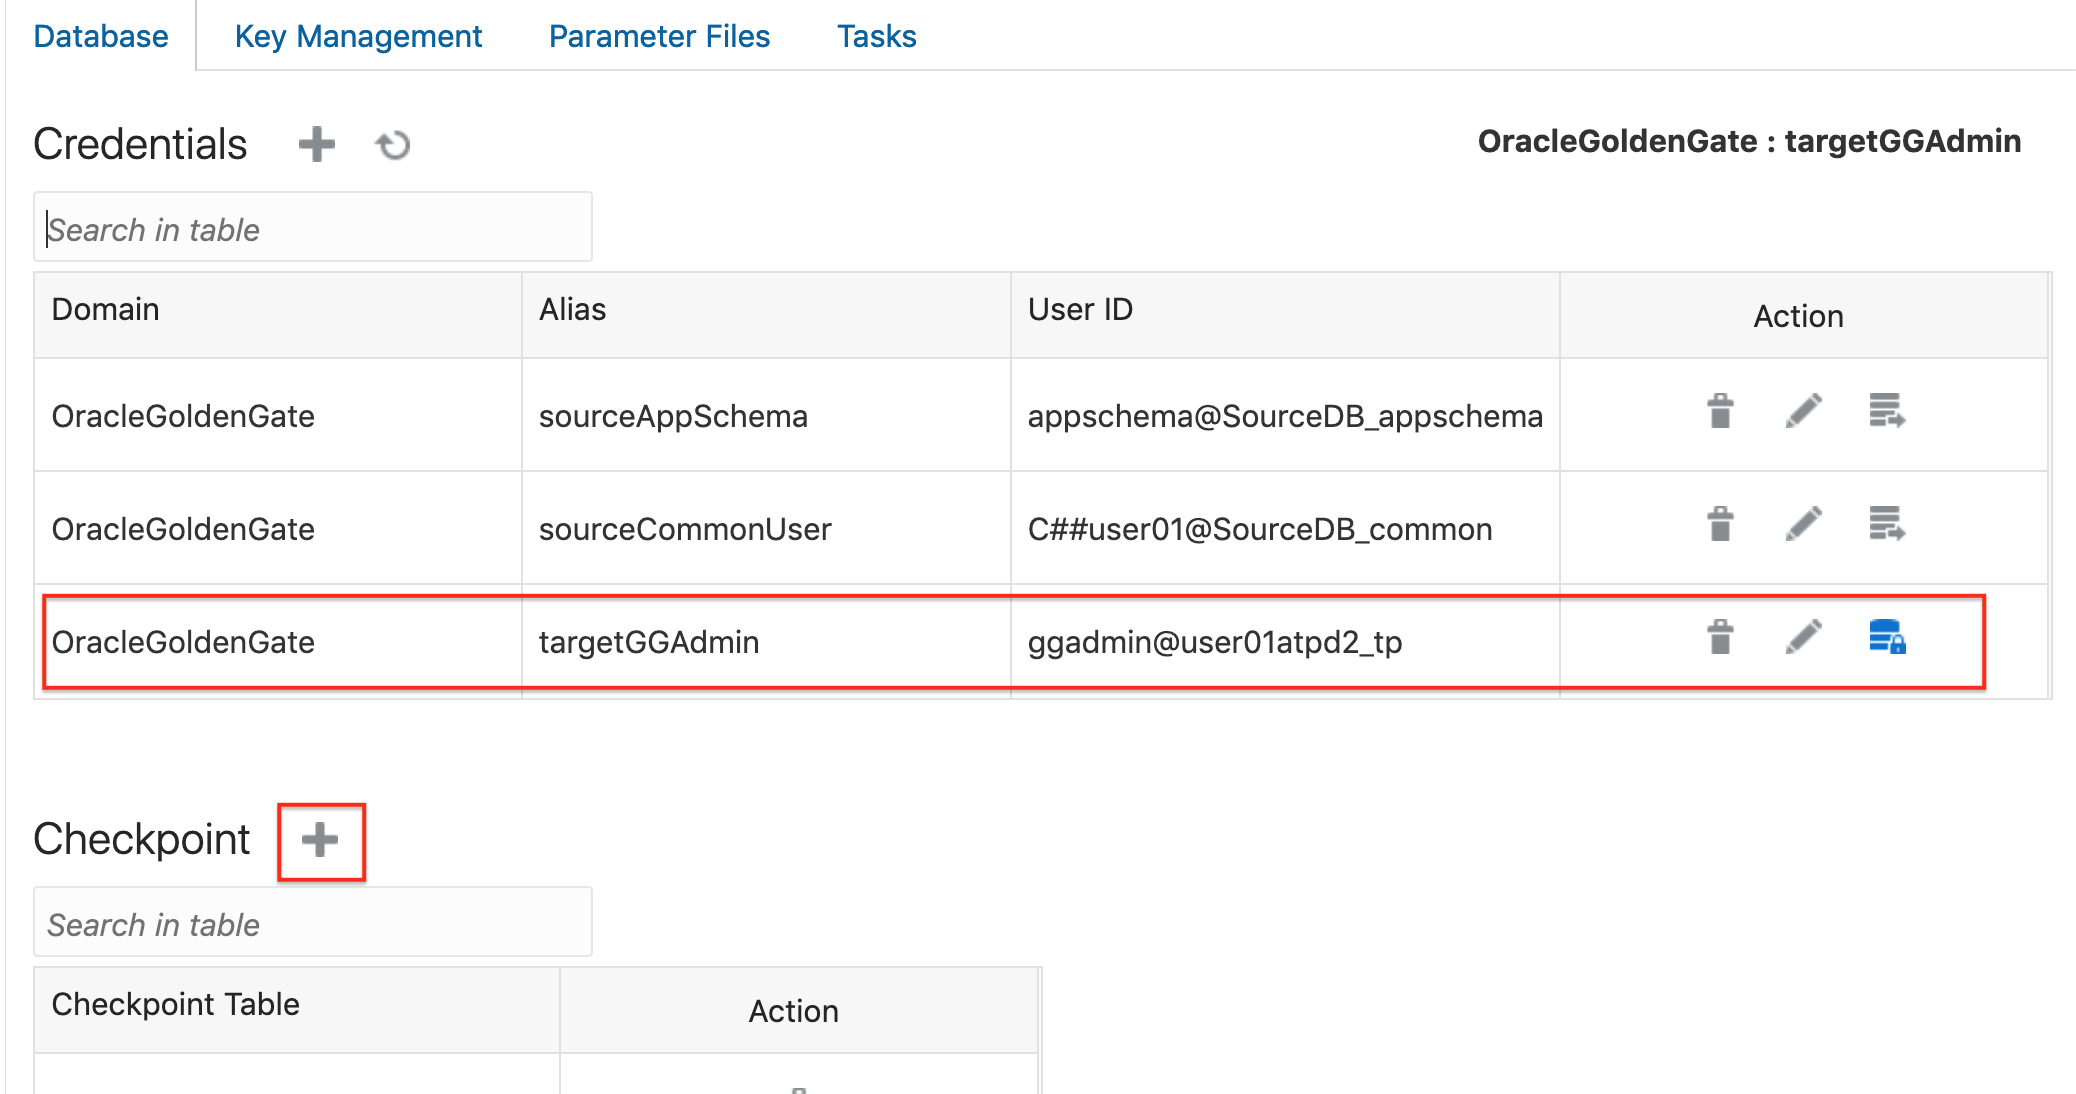 Database Key Management Parameter Files Tasks
Credentials
OracleGoldenGate : targetGGAdmin
Search in table
Domain Alias User ID Action
OracleGoldenGate sourceAppSchema appschema@SourceDB_appschema
OracleGoldenGate sourceCommonUser C##user01@SourceDB_common
OracleGoldenGate targetGGAdmin ggadmin@user01atpd2_tp
Checkpoint
Search in table
Checkpoint Table Action